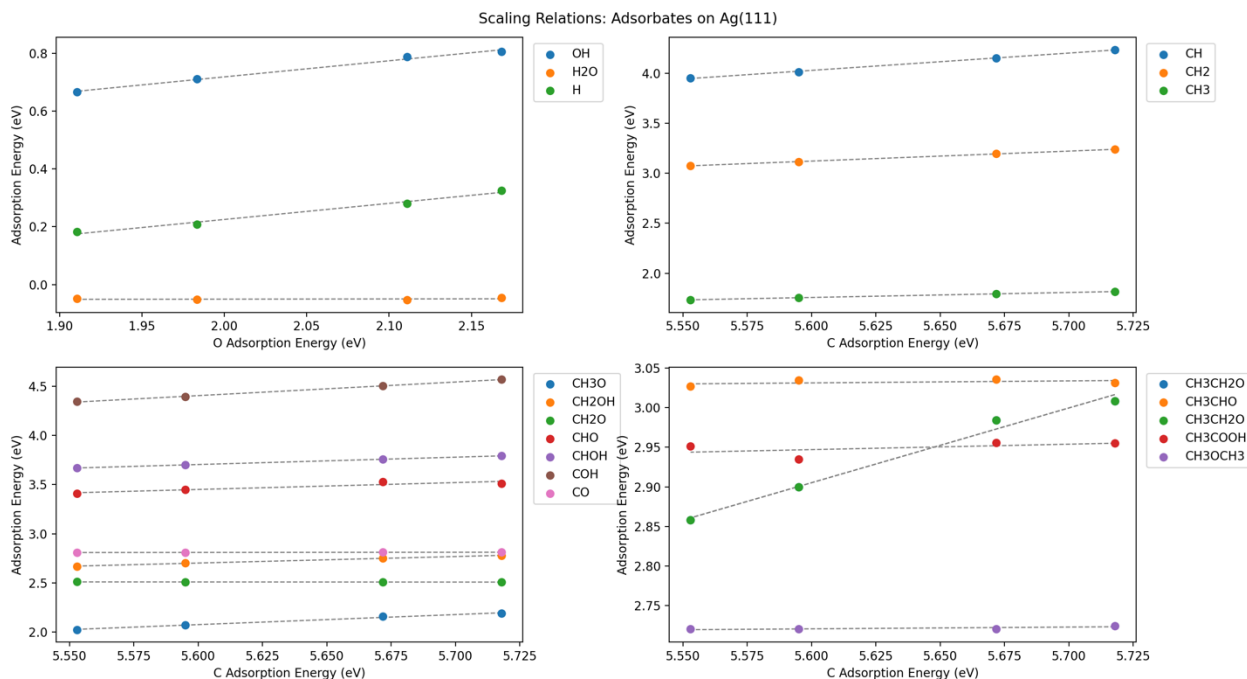 Scaling Relations: Adsorbates on Ag(111)
Adsorption Energy (eV)
0.8
0.6
0.4
0.2
0.0
1.90
1.95
2.00
2.05
2.10
2.15
O Adsorption Energy (eV)
OH
H2O
H
Adsorption Energy (eV)
4.0
3.5
3.0
2.5
2.0
5.550
5.575
5.600
5.625
5.650
5.675
5.700
5.725
C Adsorption Energy (eV)
CH
CH2
CH3
Adsorption Energy (eV)
4.5
4.0
3.5
3.0
2.5
2.0
5.550
5.575
5.600
5.625
5.650
5.675
5.700
5.725
C Adsorption Energy (eV)
CH3O
CH2OH
CH2O
CHO
CHOH
COH
CO
Adsorption Energy (eV)
3.05
3.00
2.95
2.90
2.85
2.80
2.75
5.550
5.575
5.600
5.625
5.650
5.675
5.700
5.725
C Adsorption Energy (eV)
CH3CH2O
CH3CHO
CH3CH2O
CH3COOH
CH3OCH3